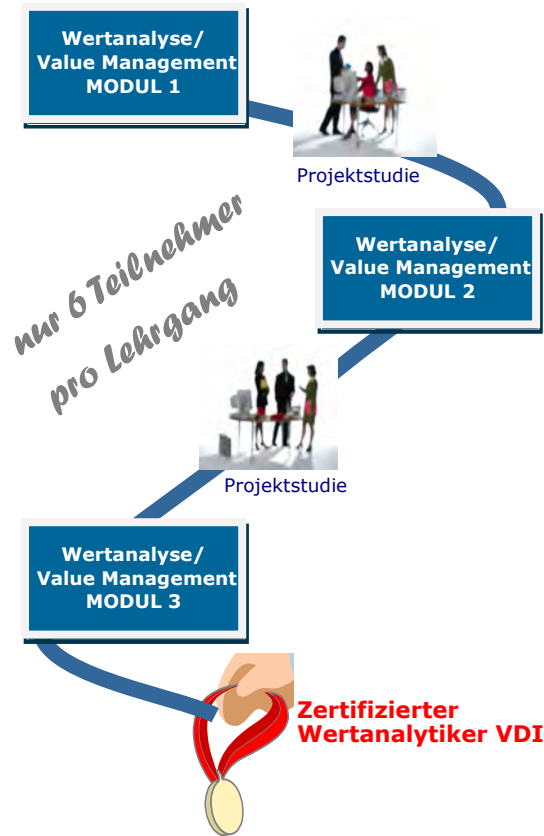 Wertanalyse/
Value Management
MODUL 1
Projektstudie
nur 6 Teilnehmer
pro Lehrgang
Wertanalyse/
Value Management
MODUL 2
Projektstudie
Wertanalyse/
Value Management
MODUL 3
Zertifizierter
Wertanalytiker VDI